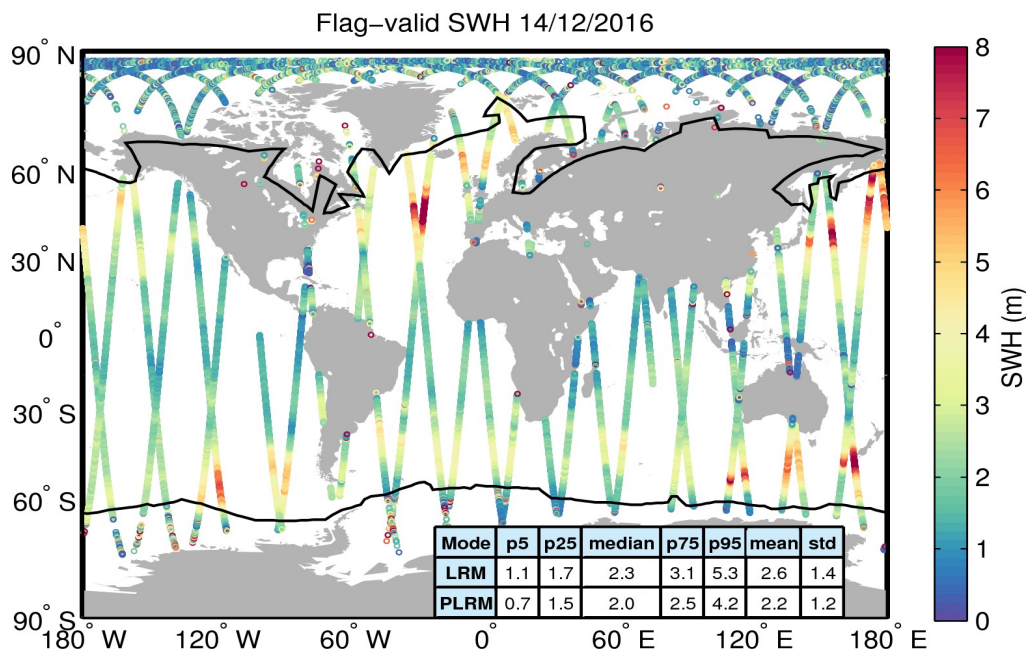 Flag−valid SWH 14/12/2016
90° N
60° N
30° N
0°
30° S
60° S
90° S
180° W
120° W
60° W
0°
60° E
120° E
180° E
8
7
6
5
4
3
2
1
0
SWH (m)
Mode p5 p25 median p75 p95 mean std
LRM 1.1 1.7 2.3 3.1 5.3 2.6 1.4
PLRM 0.7 1.5 2.0 2.5 4.2 2.2 1.2